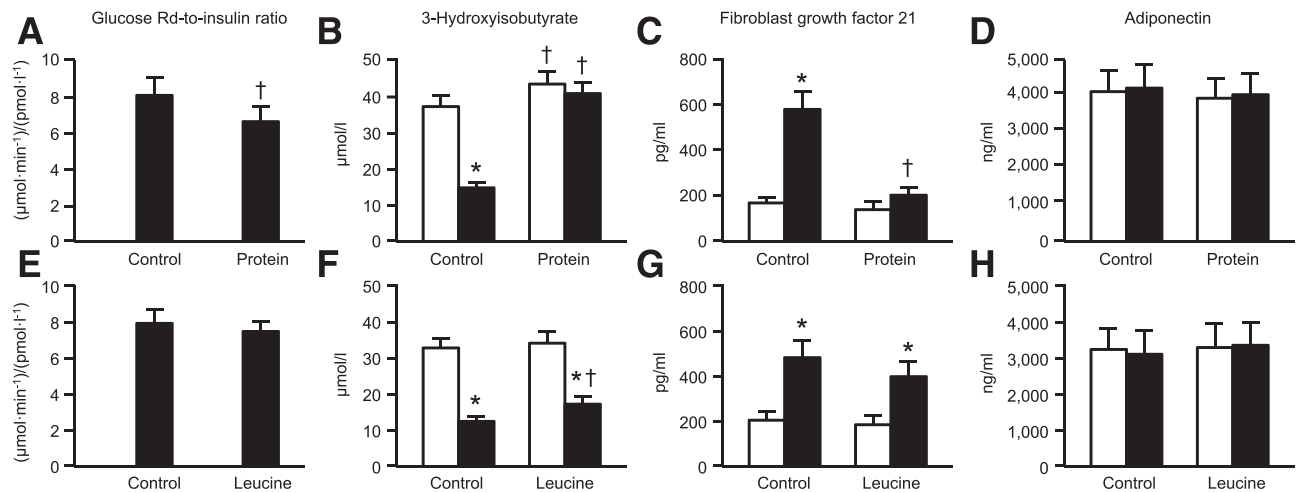 A Glucose Rd-to-insulin ratio
(µmol·min⁻¹)/(pmol·l⁻¹)
10
8
6
4
2
0
†
Control Protein
B 3-Hydroxyisobutyrate
µmol/l
50
40
30
20
10
0
* † †
Control Protein
C Fibroblast growth factor 21
pg/ml
800
600
400
200
0
* †
Control Protein
D Adiponectin
ng/ml
5,000
4,000
3,000
2,000
1,000
0
Control Protein
E
(µmol·min⁻¹)/(pmol·l⁻¹)
10
8
6
4
2
0
Control Leucine
F
µmol/l
50
40
30
20
10
0
* *†
Control Leucine
G
pg/ml
800
600
400
200
0
* *
Control Leucine
H
ng/ml
5,000
4,000
3,000
2,000
1,000
0
Control Leucine